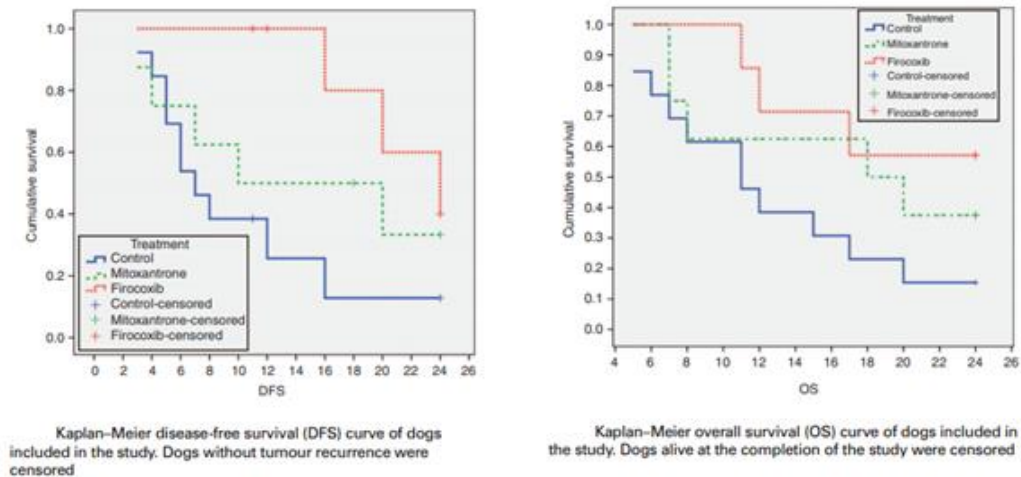 1.0
0.8
0.6
0.4
0.2
0.0
Cumulative survival
Treatment
Control
Mitoxantrone
Firocoxib
Control-censored
Mitoxantrone-censored
Firocoxib-censored
0 2 4 6 8 10 12 14 16 18 20 22 24 26
DFS
Kaplan–Meier disease-free survival (DFS) curve of dogs
included in the study. Dogs without tumour recurrence were
censored
1.0
0.9
0.8
0.7
0.6
0.5
0.4
0.3
0.2
0.1
0.0
Cumulative survival
Treatment
Control
Mitoxantrone
Firocoxib
Control-censored
Mitoxantrone-censored
Firocoxib-censored
4 6 8 10 12 14 16 18 20 22 24 26
OS
Kaplan–Meier overall survival (OS) curve of dogs included in
the study. Dogs alive at the completion of the study were censored